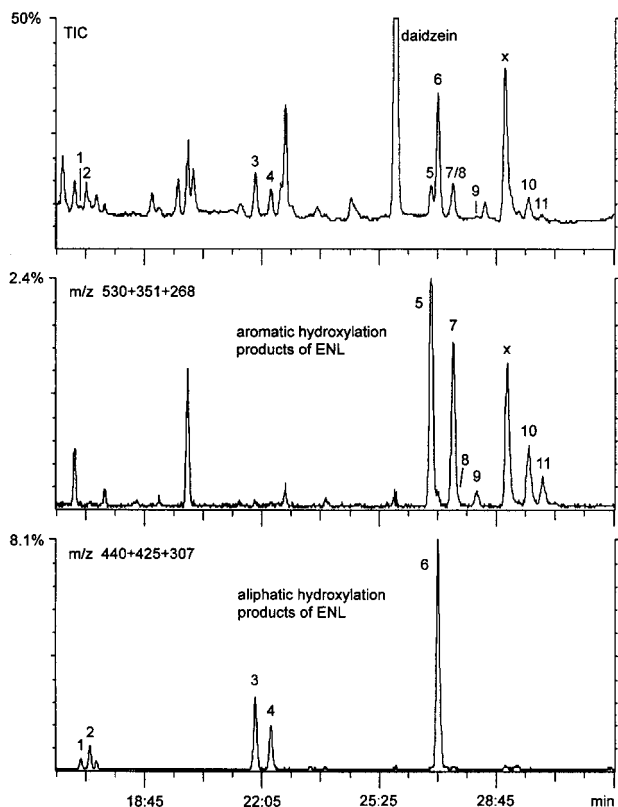 50%
TIC
daidzein
1
2
3
4
5
6
7/8
9
x
10
11
2.4%
m/z 530+351+268
aromatic hydroxylation
products of ENL
5
7
8
9
x
10
11
8.1%
m/z 440+425+307
aliphatic hydroxylation
products of ENL
1
2
3
4
6
18:45
22:05
25:25
28:45
min